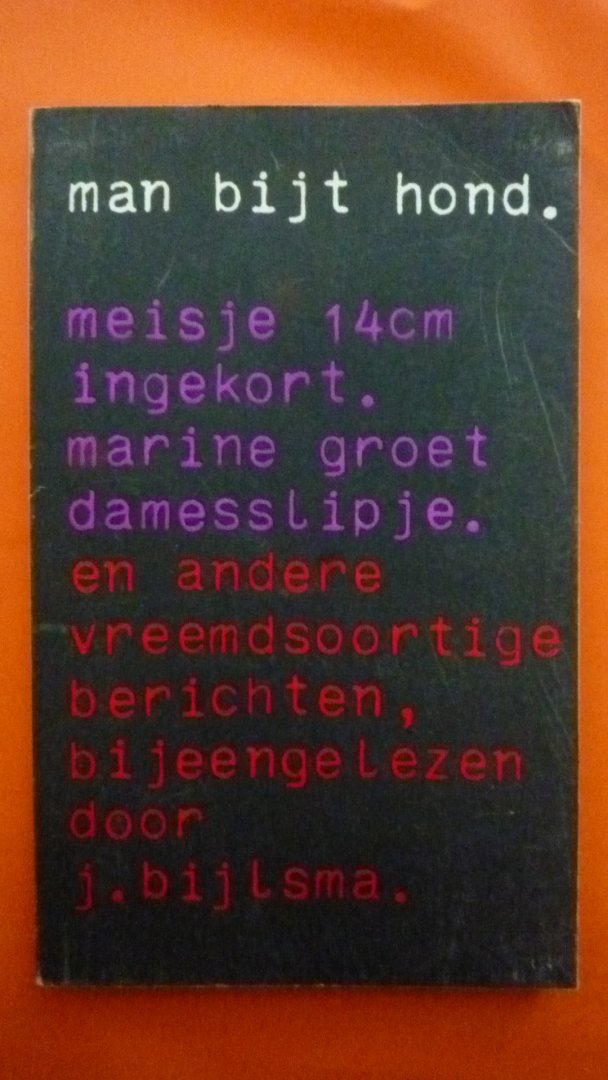 man bijt hond.
meisje 14cm
ingekort.
marine groet
damesslipje.
en andere
vreemdsoortige
berichten,
bijeengelezen
door
j.bijlsma.